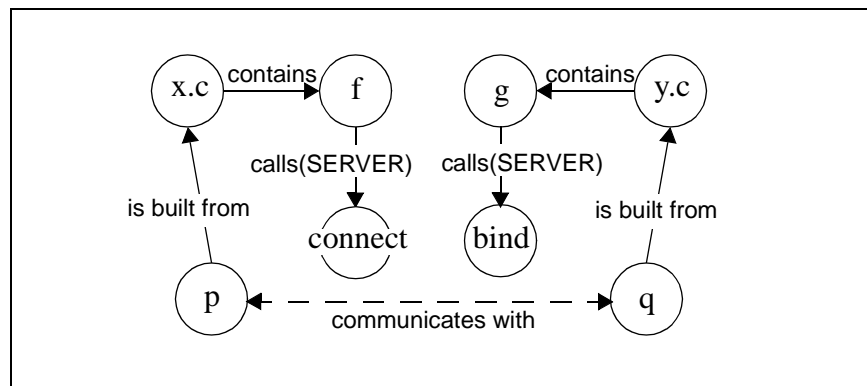 contains
contains
x.c
f
g
y.c
calls(SERVER)
calls(SERVER)
is built from
connect
bind
is built from
p
q
communicates with